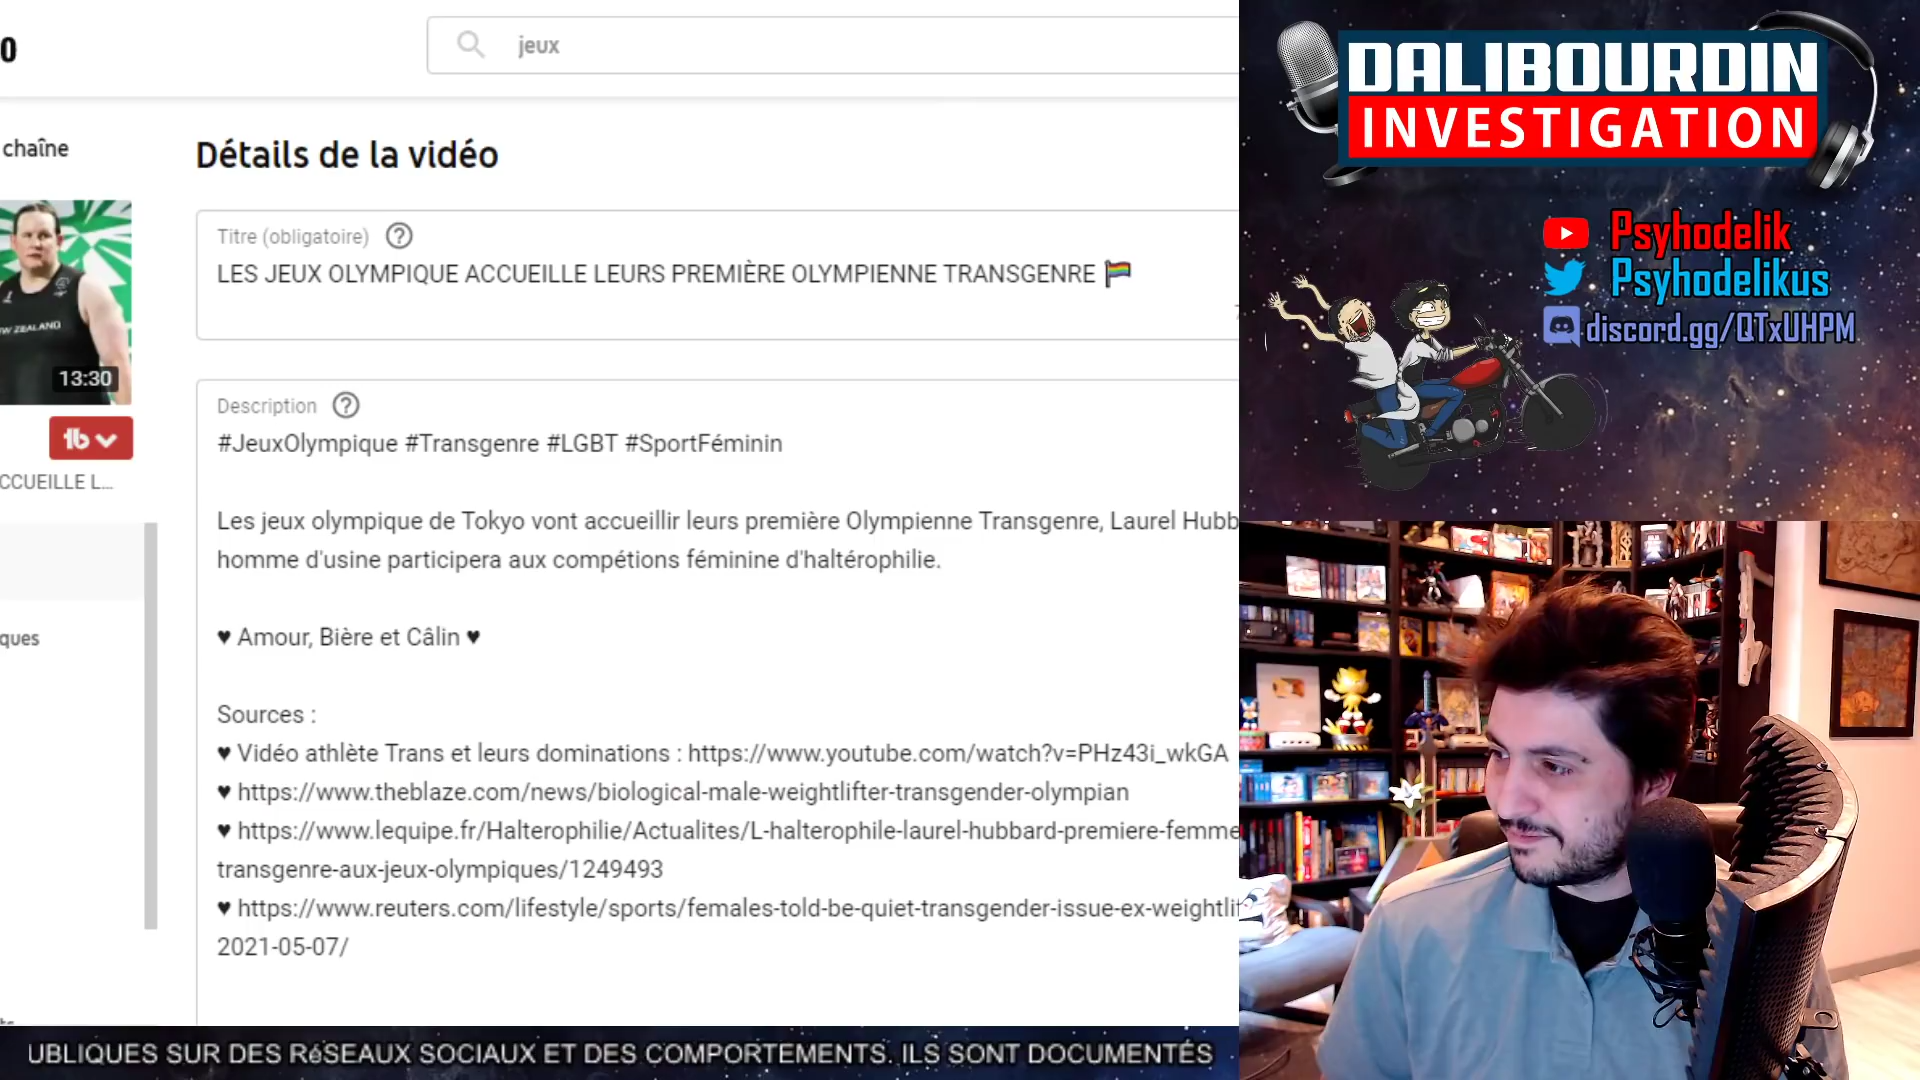 0
jeux
chaîne
Détails de la vidéo
Titre (obligatoire) ?
LES JEUX OLYMPIQUE ACCUEILLE LEURS PREMIÈRE OLYMPIENNE TRANSGENRE
W ZEALAND
13:30
CCUEILLE L...
ques
Description ?
#JeuxOlympique #Transgenre #LGBT #SportFéminin
Les jeux olympique de Tokyo vont accueillir leurs première Olympienne Transgenre, Laurel Hubb
homme d'usine participera aux compétions féminine d'haltérophilie.
♥ Amour, Bière et Câlin ♥
Sources :
♥ Vidéo athlète Trans et leurs dominations : https://www.youtube.com/watch?v=PHz43i_wkGA
♥ https://www.theblaze.com/news/biological-male-weightlifter-transgender-olympian
♥ https://www.lequipe.fr/Halterophilie/Actualites/L-halterophile-laurel-hubbard-premiere-femme
transgenre-aux-jeux-olympiques/1249493
♥ https://www.reuters.com/lifestyle/sports/females-told-be-quiet-transgender-issue-ex-weightlif
2021-05-07/
UBLIQUES SUR DES RéSEAUX SOCIAUX ET DES COMPORTEMENTS. ILS SONT DOCUMENTÉS
DALIBOURDIN
INVESTIGATION
Psyhodelik
Psyhodelikus
discord.gg/QTxUHPM